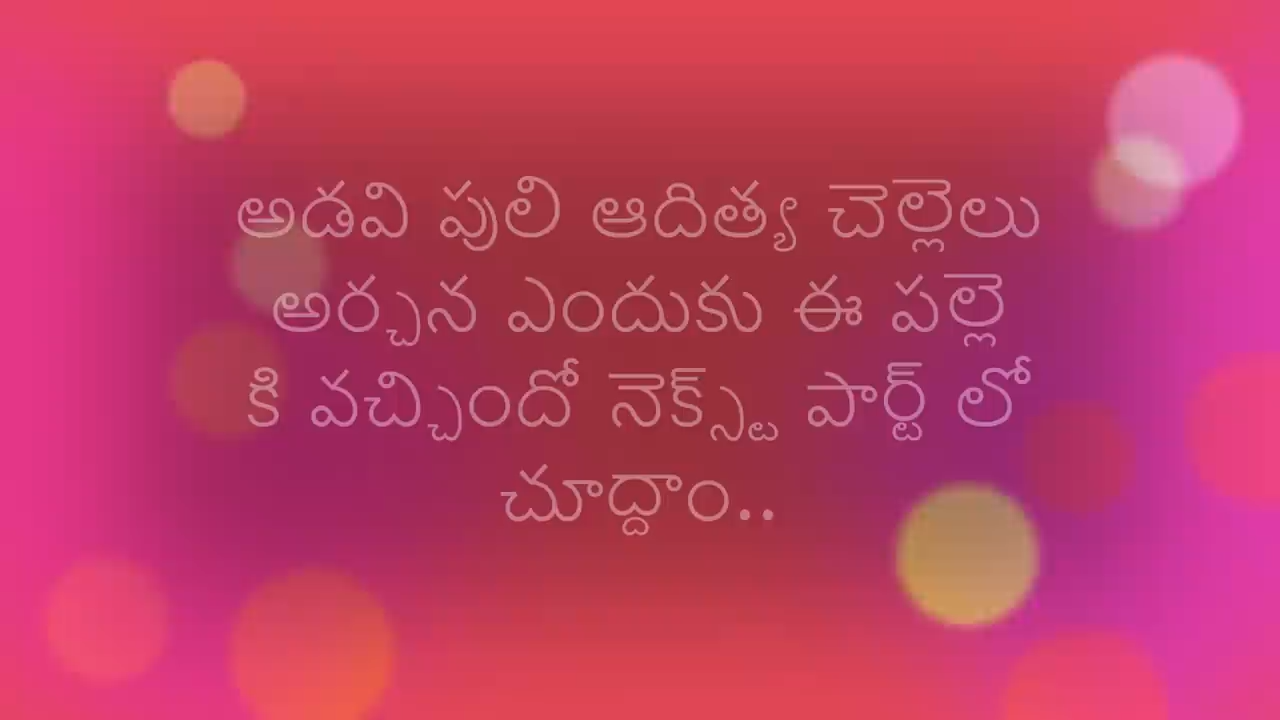 అడవి పులి ఆదిత్య చెల్లెలు
అర్చన ఎందుకు ఈ పల్లె
కి వచ్చిందో నెక్స్ట్ పార్ట్ లో
చూద్దాం..